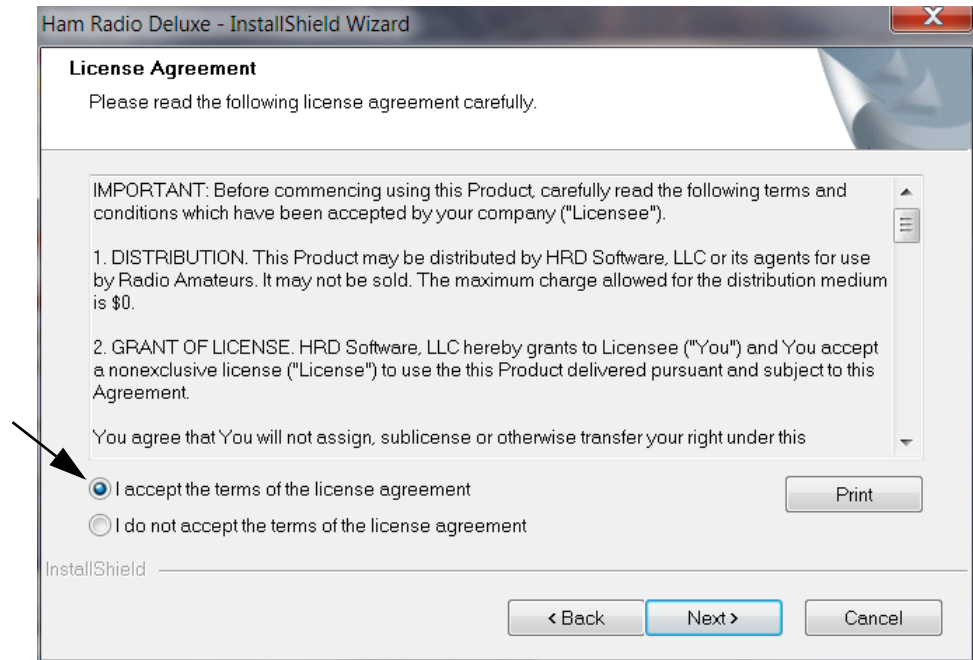 Ham Radio Deluxe - InstallShield Wizard
License Agreement
Please read the following license agreement carefully.
IMPORTANT: Before commencing using this Product, carefully read the following terms and
conditions which have been accepted by your company ("Licensee").
1. DISTRIBUTION. This Product may be distributed by HRD Software, LLC or its agents for use
by Radio Amateurs. It may not be sold. The maximum charge allowed for the distribution medium
is $0.
2. GRANT OF LICENSE. HRD Software, LLC hereby grants to Licensee ("You") and You accept
a nonexclusive license ("License") to use the this Product delivered pursuant and subject to this
Agreement.
You agree that You will not assign, sublicense or otherwise transfer your right under this
I accept the terms of the license agreement
Print
I do not accept the terms of the license agreement
InstallShield
< Back
Next >
Cancel